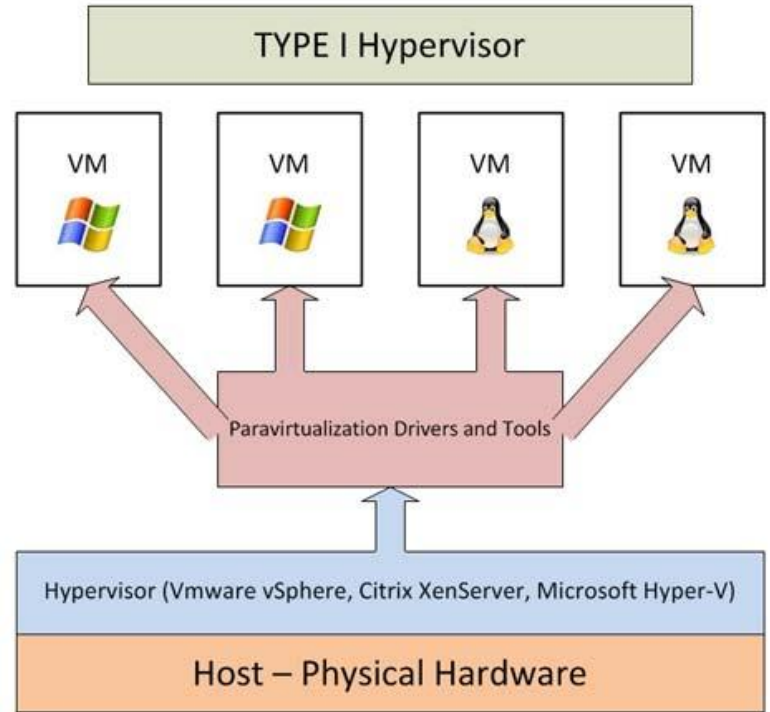 TYPE I Hypervisor
VM
VM
VM
VM
Paravirtualization Drivers and Tools
Hypervisor (Vmware vSphere, Citrix XenServer, Microsoft Hyper-V)
Host – Physical Hardware